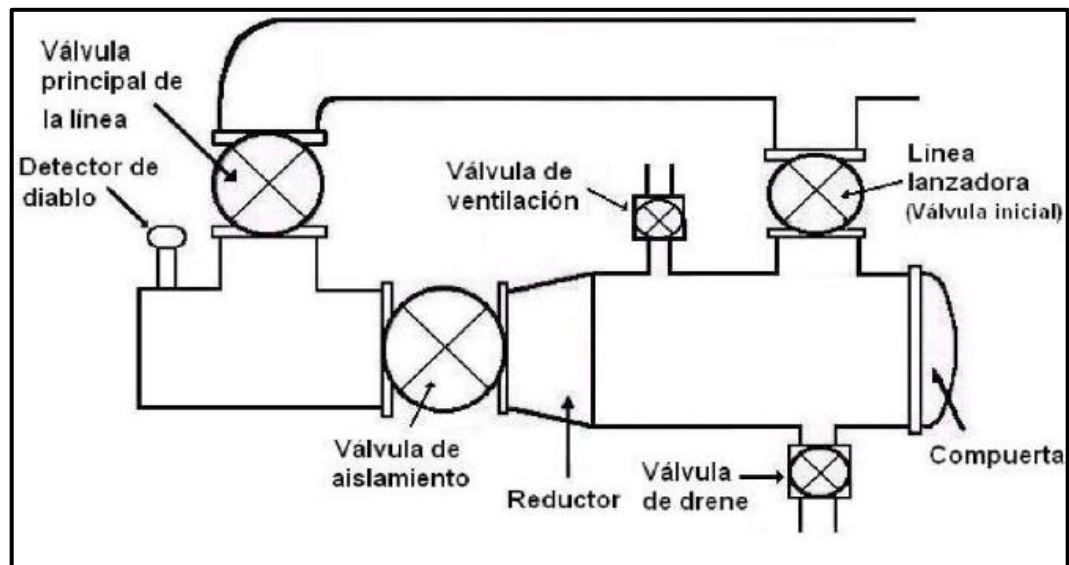 Válvula
principal de
la línea
Detector de
diablo
Válvula de
ventilación
Línea
lanzadora
(Válvula inicial)
Válvula de
aislamiento
Reductor
Válvula
de drene
Compuerta